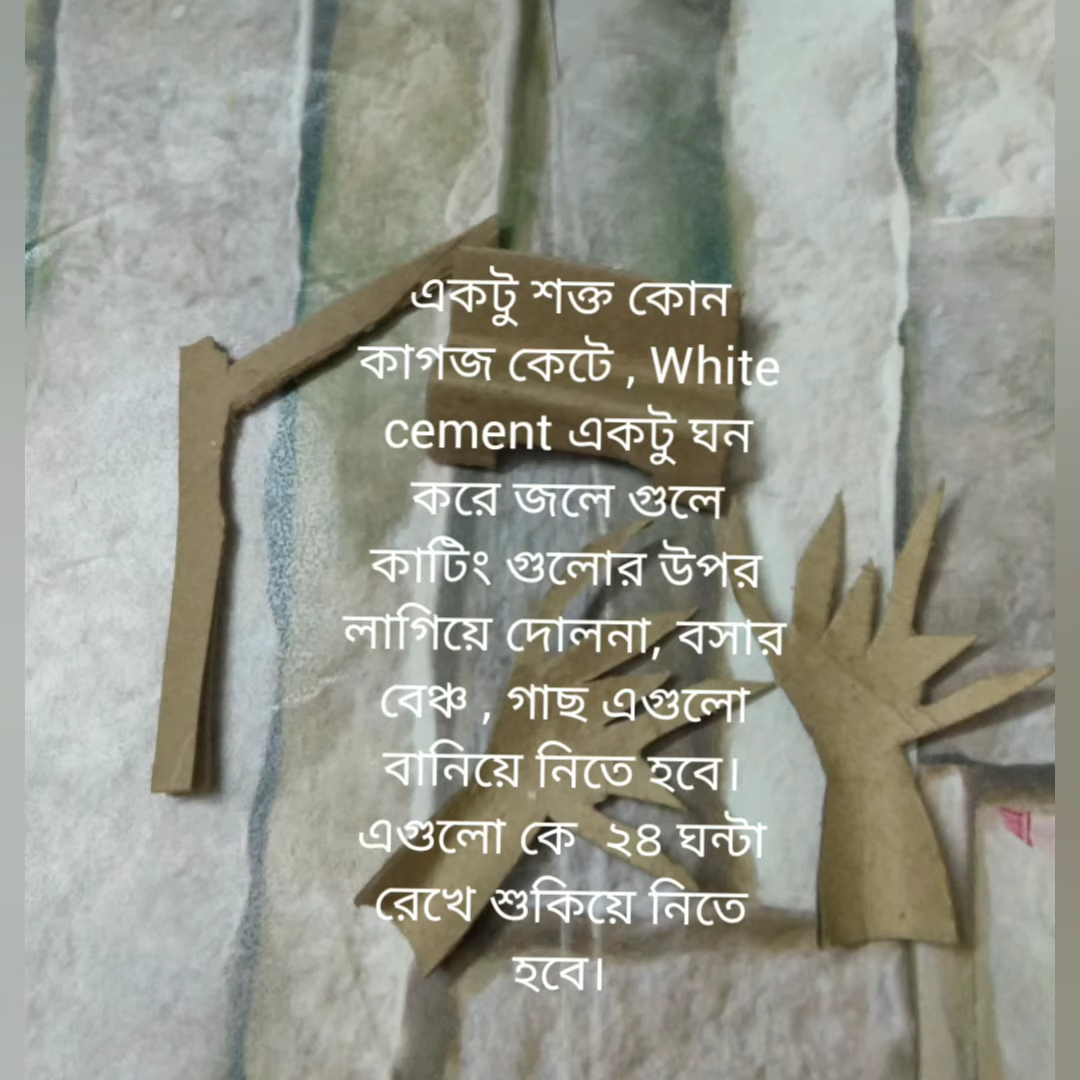 একটু শক্ত কোন
কাগজ কেটে , White
cement একটু ঘন
করে জলে গুলে
কাটিং গুলোর উপর
লাগিয়ে দোলনা, বসার
বেঞ্চ , গাছ এগুলো
বানিয়ে নিতে হবে।
এগুলো কে ২৪ ঘন্টা
রেখে শুকিয়ে নিতে
হবে।